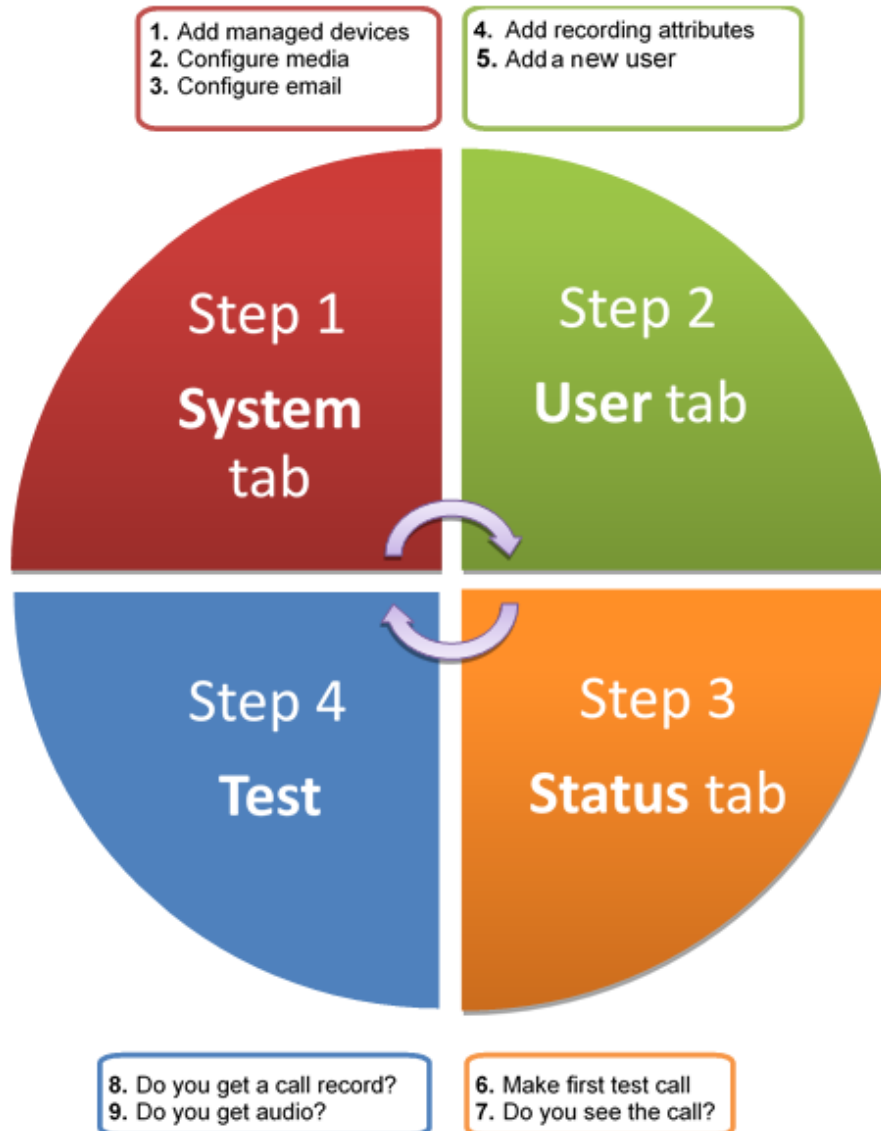 1. Add managed devices
2. Configure media
3. Configure email
4. Add recording attributes
5. Add a new user
Step 1
System
tab
Step 2
User tab
Step 3
Status tab
Step 4
Test
6. Make first test call
7. Do you see the call?
8. Do you get a call record?
9. Do you get audio?